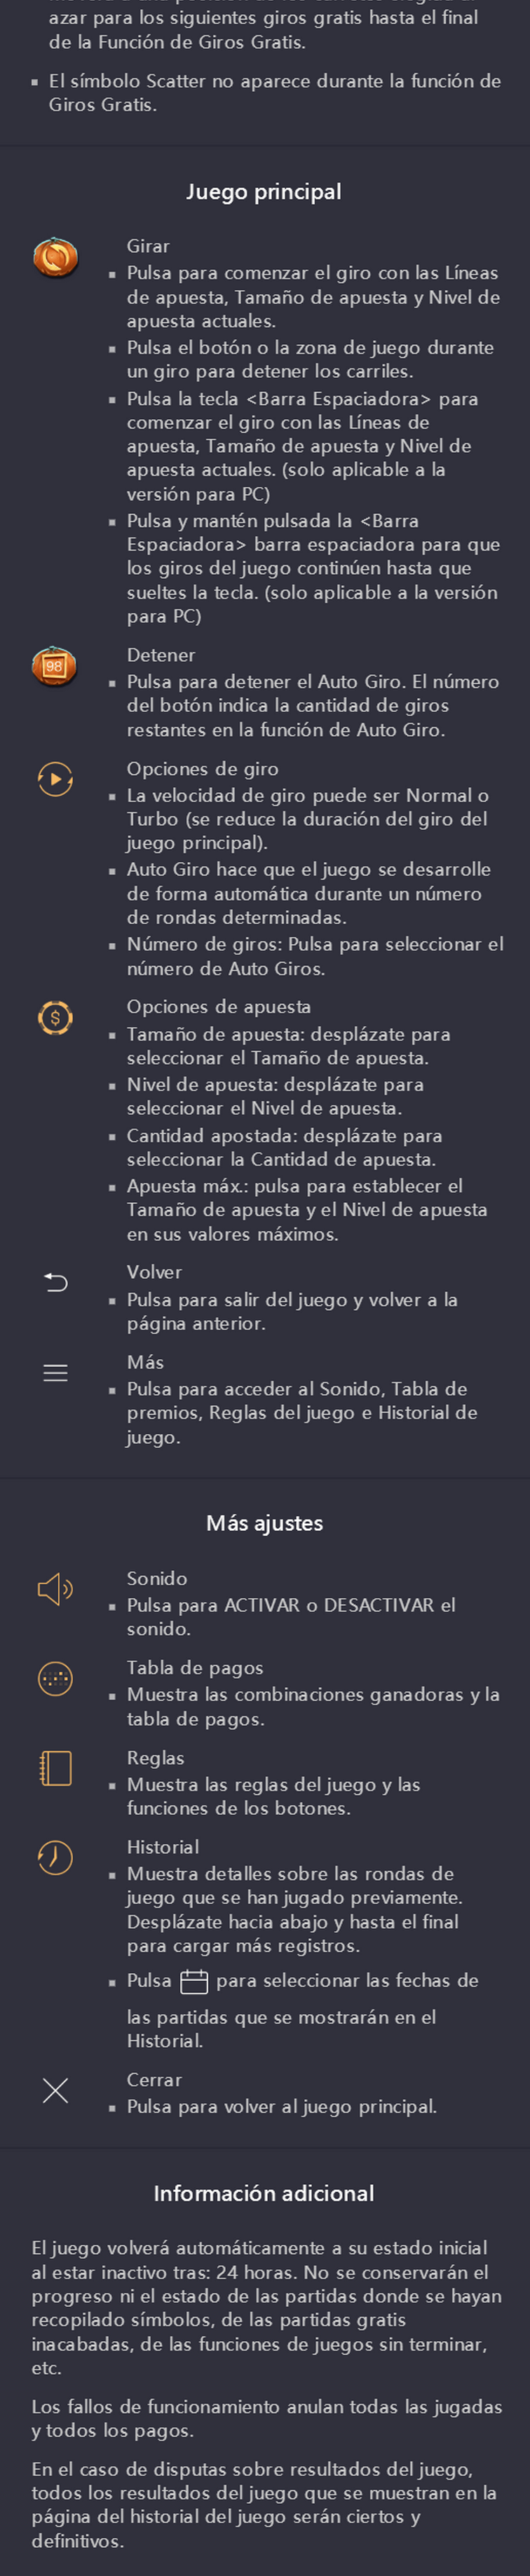 azar para los siguientes giros gratis hasta el final
de la Función de Giros Gratis.
El símbolo Scatter no aparece durante la función de
Giros Gratis.
Juego principal
Girar
Pulsa para comenzar el giro con las Líneas
de apuesta, Tamaño de apuesta y Nivel de
apuesta actuales.
Pulsa el botón o la zona de juego durante
un giro para detener los carriles.
Pulsa la tecla <Barra Espaciadora> para
comenzar el giro con las Líneas de
apuesta, Tamaño de apuesta y Nivel de
apuesta actuales. (solo aplicable a la
versión para PC)
Pulsa y mantén pulsada la <Barra
Espaciadora> barra espaciadora para que
los giros del juego continúen hasta que
sueltes la tecla. (solo aplicable a la versión
para PC)
98
Detener
Pulsa para detener el Auto Giro. El número
del botón indica la cantidad de giros
restantes en la función de Auto Giro.
Opciones de giro
La velocidad de giro puede ser Normal o
Turbo (se reduce la duración del giro del
juego principal).
Auto Giro hace que el juego se desarrolle
de forma automática durante un número
de rondas determinadas.
Número de giros: Pulsa para seleccionar el
número de Auto Giros.
$
Opciones de apuesta
Tamaño de apuesta: desplázate para
seleccionar el Tamaño de apuesta.
Nivel de apuesta: desplázate para
seleccionar el Nivel de apuesta.
Cantidad apostada: desplázate para
seleccionar la Cantidad de apuesta.
Apuesta máx.: pulsa para establecer el
Tamaño de apuesta y el Nivel de apuesta
en sus valores máximos.
Volver
Pulsa para salir del juego y volver a la
página anterior.
Más
Pulsa para acceder al Sonido, Tabla de
premios, Reglas del juego e Historial de
juego.
Más ajustes
Sonido
Pulsa para ACTIVAR o DESACTIVAR el
sonido.
Tabla de pagos
Muestra las combinaciones ganadoras y la
tabla de pagos.
Reglas
Muestra las reglas del juego y las
funciones de los botones.
Historial
Muestra detalles sobre las rondas de
juego que se han jugado previamente.
Desplázate hacia abajo y hasta el final
para cargar más registros.
Pulsa para seleccionar las fechas de
las partidas que se mostrarán en el
Historial.
Cerrar
Pulsa para volver al juego principal.
Información adicional
El juego volverá automáticamente a su estado inicial
al estar inactivo tras: 24 horas. No se conservarán el
progreso ni el estado de las partidas donde se hayan
recopilado símbolos, de las partidas gratis
inacabadas, de las funciones de juegos sin terminar,
etc.
Los fallos de funcionamiento anulan todas las jugadas
y todos los pagos.
En el caso de disputas sobre resultados del juego,
todos los resultados del juego que se muestran en la
página del historial del juego serán ciertos y
definitivos.